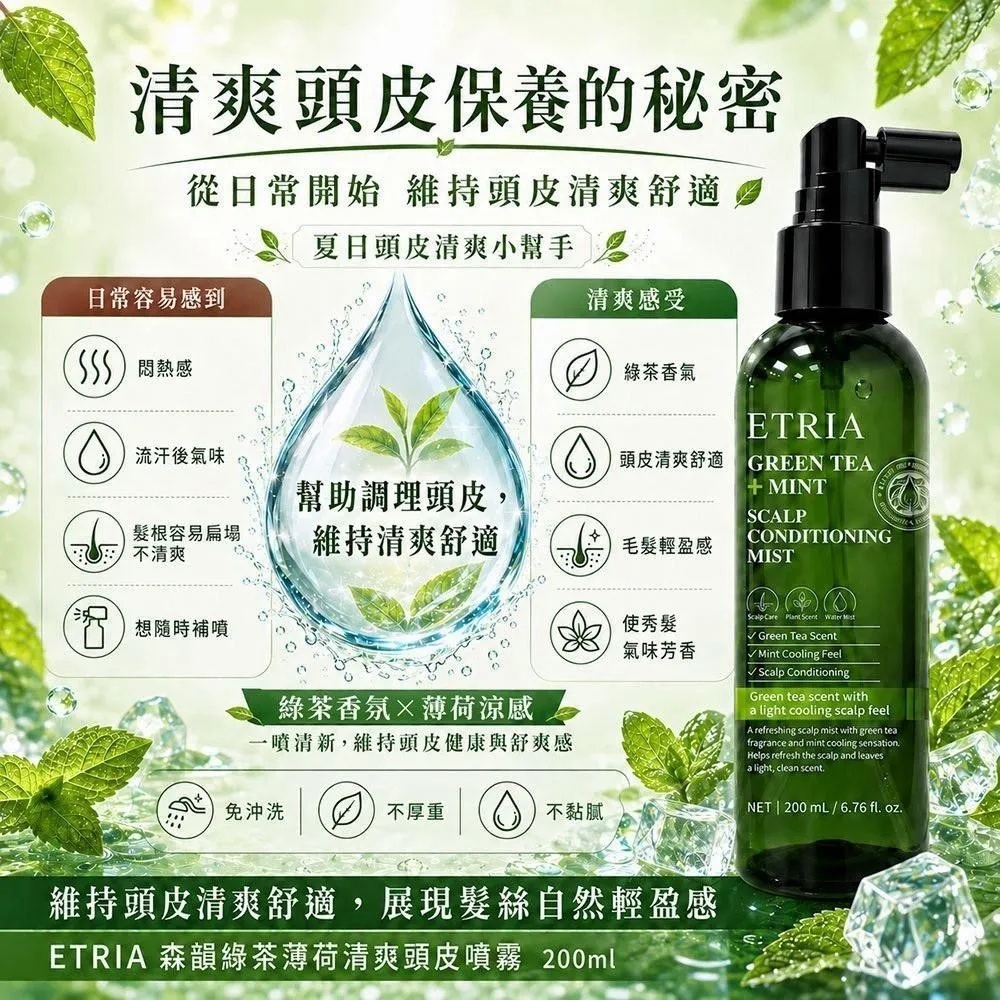 清爽頭皮保養的秘密
從日常開始 維持頭皮清爽舒適
夏日頭皮清爽小幫手
日常容易感到
悶熱感
流汗後氣味
髮根容易扁塌
不清爽
想隨時補噴
幫助調理頭皮，
維持清爽舒適
清爽感受
綠茶香氣
頭皮清爽舒適
毛髮輕盈感
使秀髮
氣味芳香
綠茶香氛×薄荷涼感
一噴清新，維持頭皮健康與舒爽感
免沖洗
不厚重
不黏膩
ETRIA
GREEN TEA
+ MINT
SCALP
CONDITIONING
MIST
Scalp Care Plant Scent Water Mist
✓ Green Tea Scent
✓ Mint Cooling Feel
✓ Scalp Conditioning
Green tea scent with
a light cooling scalp feel
A refreshing scalp mist with green tea
fragrance and mint cooling sensation.
Helps refresh the scalp and leaves
a light, clean scent.
NET | 200 mL / 6.76 fl. oz.
維持頭皮清爽舒適，展現髮絲自然輕盈感
ETRIA 森韻綠茶薄荷清爽頭皮噴霧 200ml